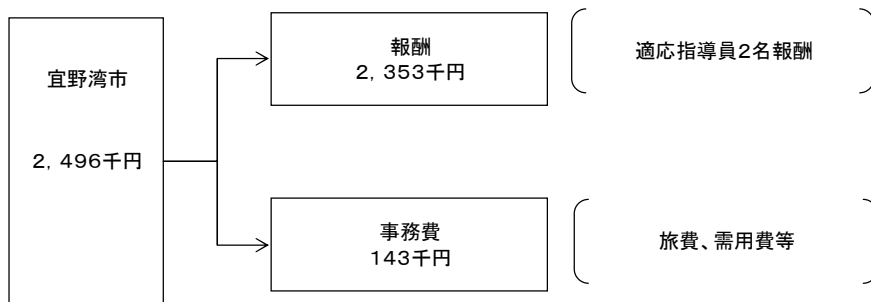 宜野湾市
2,496千円
報酬
2,353千円
適応指導員2名報酬
事務費
143千円
旅費、需用費等